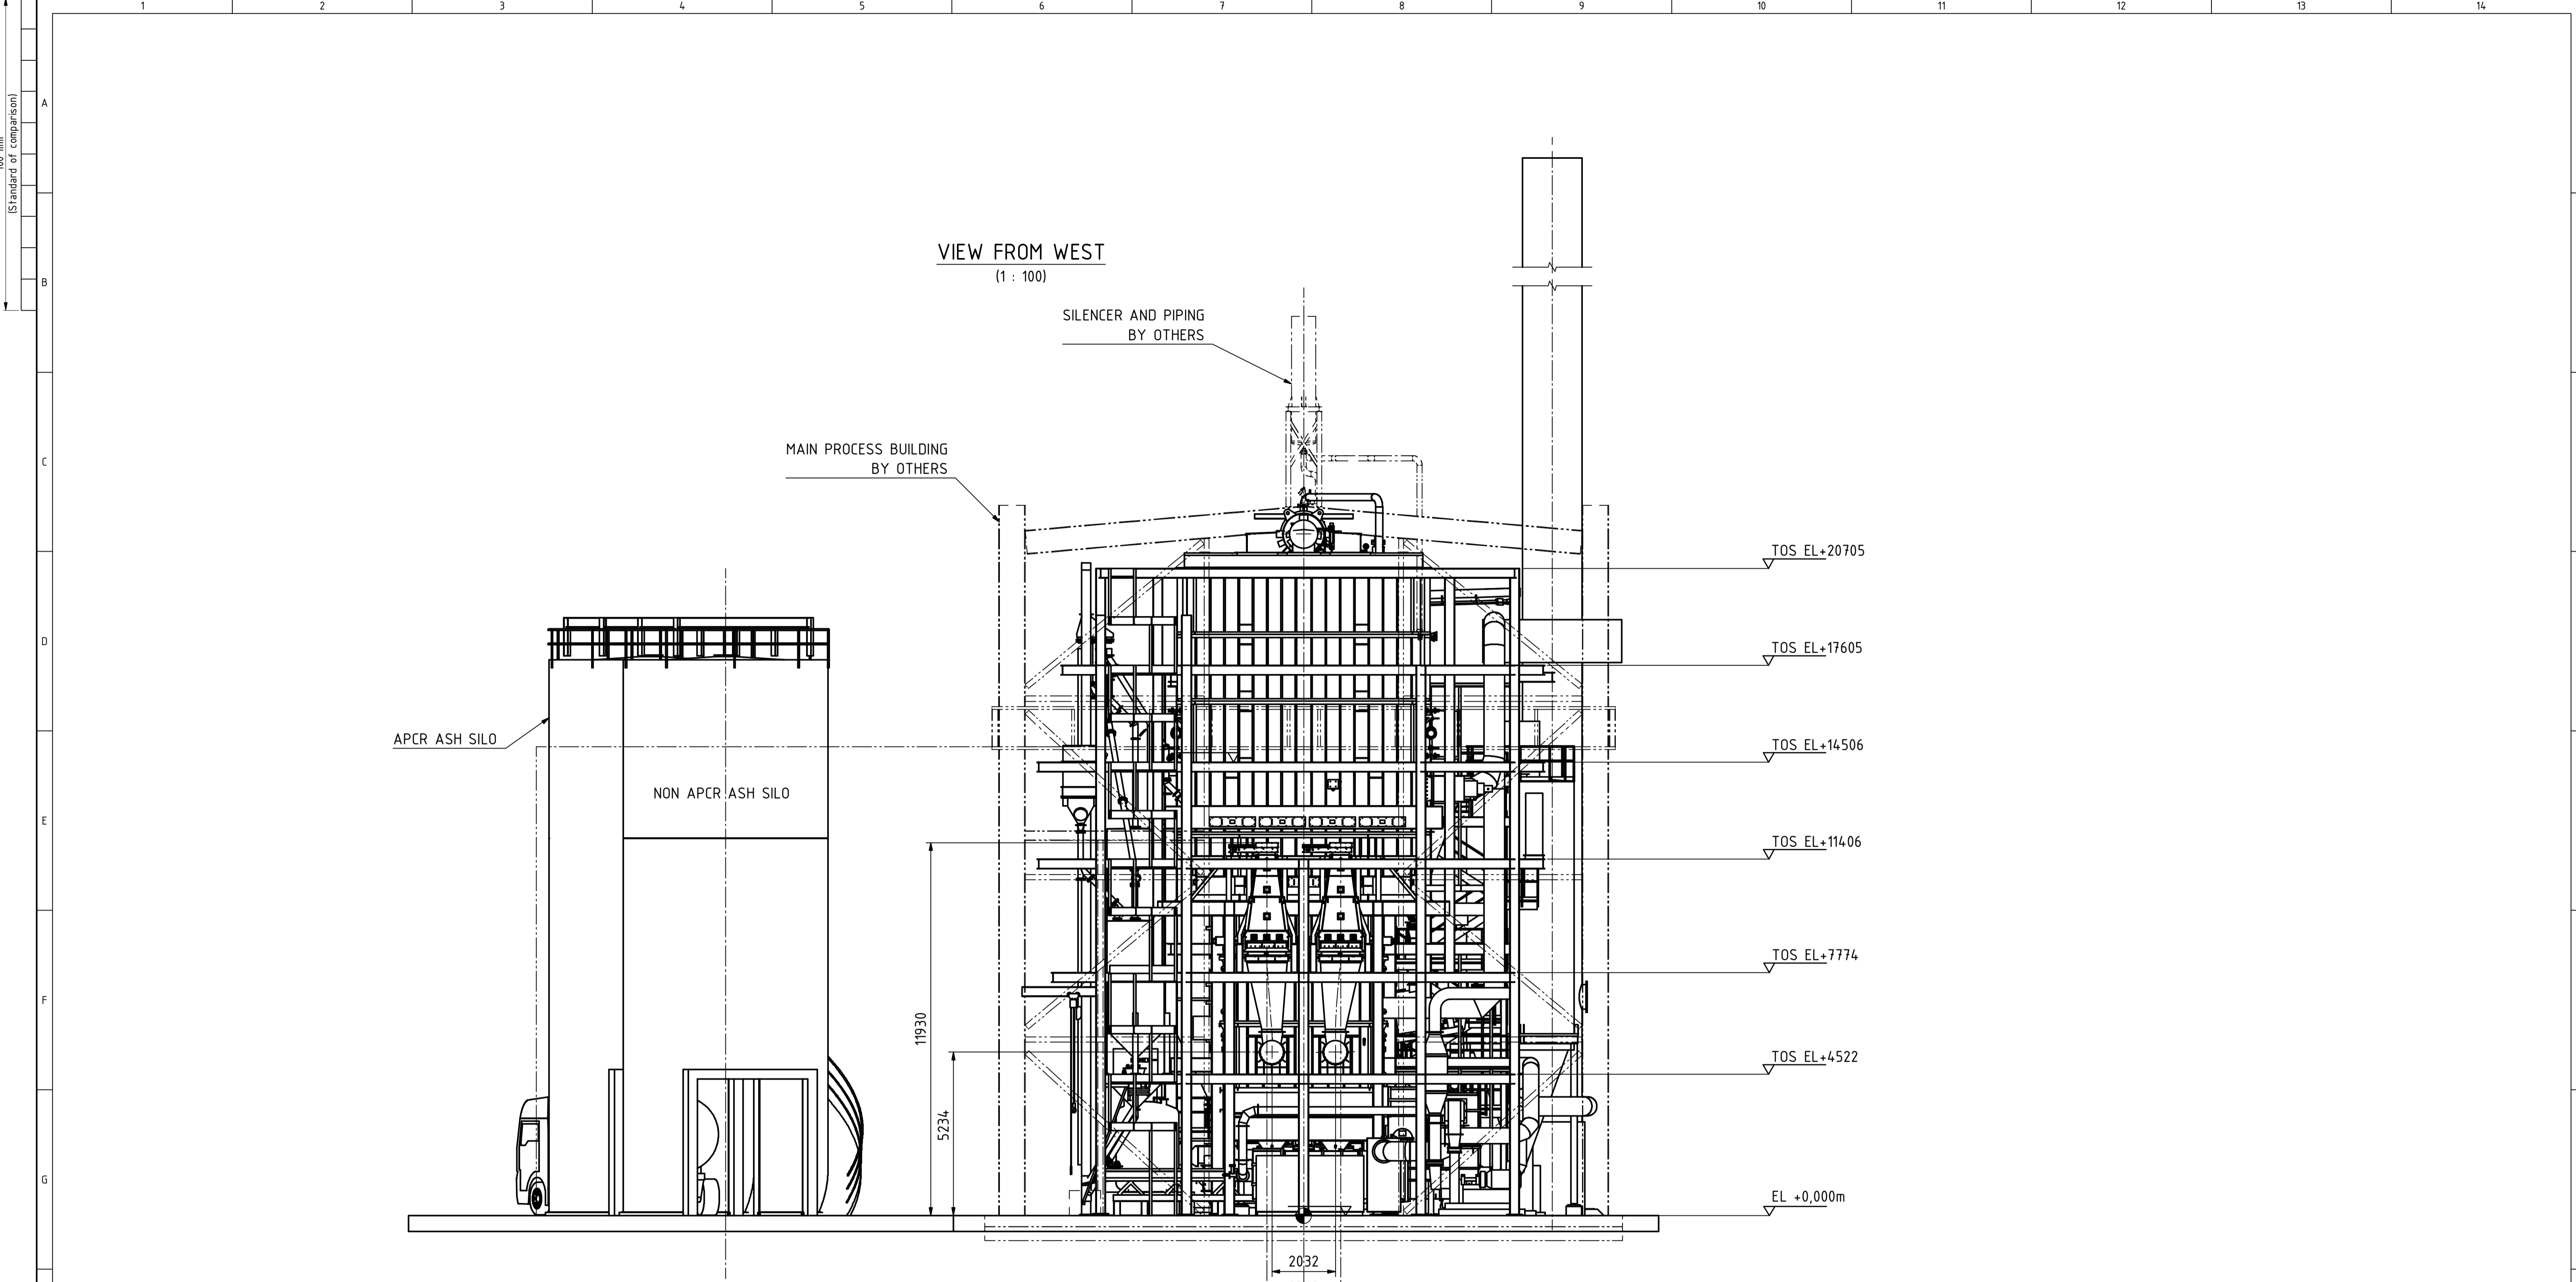 1 2 3 4 5 6 7 8 9 10 11 12 13 14
(Standard of comparison)
A
B
C
D
E
F
G
VIEW FROM WEST
(1 : 100)
SILENCER AND PIPING
BY OTHERS
MAIN PROCESS BUILDING
BY OTHERS
TOS EL+20705
TOS EL+17605
APCR ASH SILO
TOS EL+14506
NON APCR ASH SILO
TOS EL+11406
TOS EL+7774
11930
TOS EL+4522
5234
EL +0,000m
2032